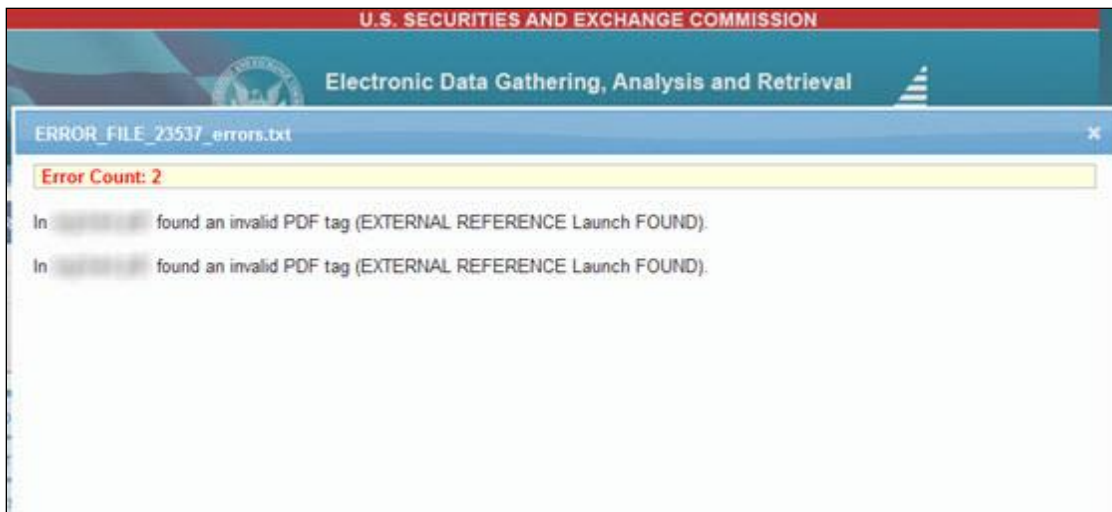 U.S. SECURITIES AND EXCHANGE COMMISSION
Electronic Data Gathering, Analysis and Retrieval
ERROR_FILE_23537_errors.txt
Error Count: 2
In found an invalid PDF tag (EXTERNAL REFERENCE Launch FOUND).
In found an invalid PDF tag (EXTERNAL REFERENCE Launch FOUND).